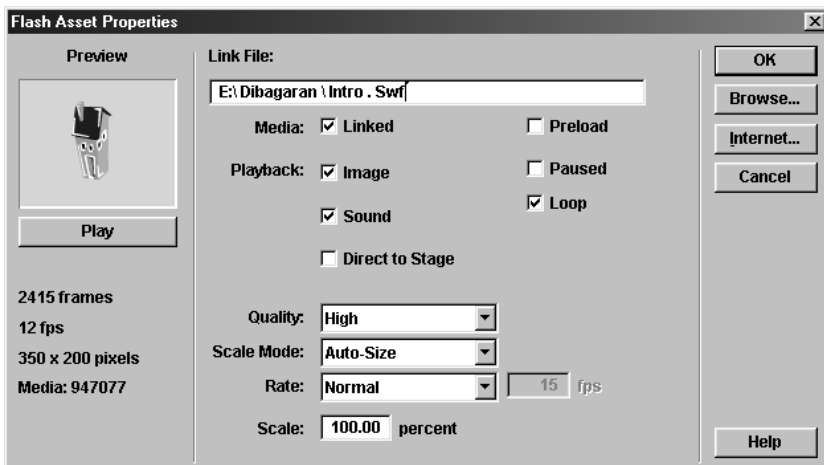 Flash Asset Properties
Preview
Play
2415 frames
12 fps
350 x 200 pixels
Media: 947077
Link File:
E:\ Dibagaran \ Intro . Swf
Media: Linked Preload
Playback: Image Paused
Sound Loop
Direct to Stage
Quality: High
Scale Mode: Auto-Size
Rate: Normal 15 fps
Scale: 100.00 percent
OK
Browse...
Internet...
Cancel
Help